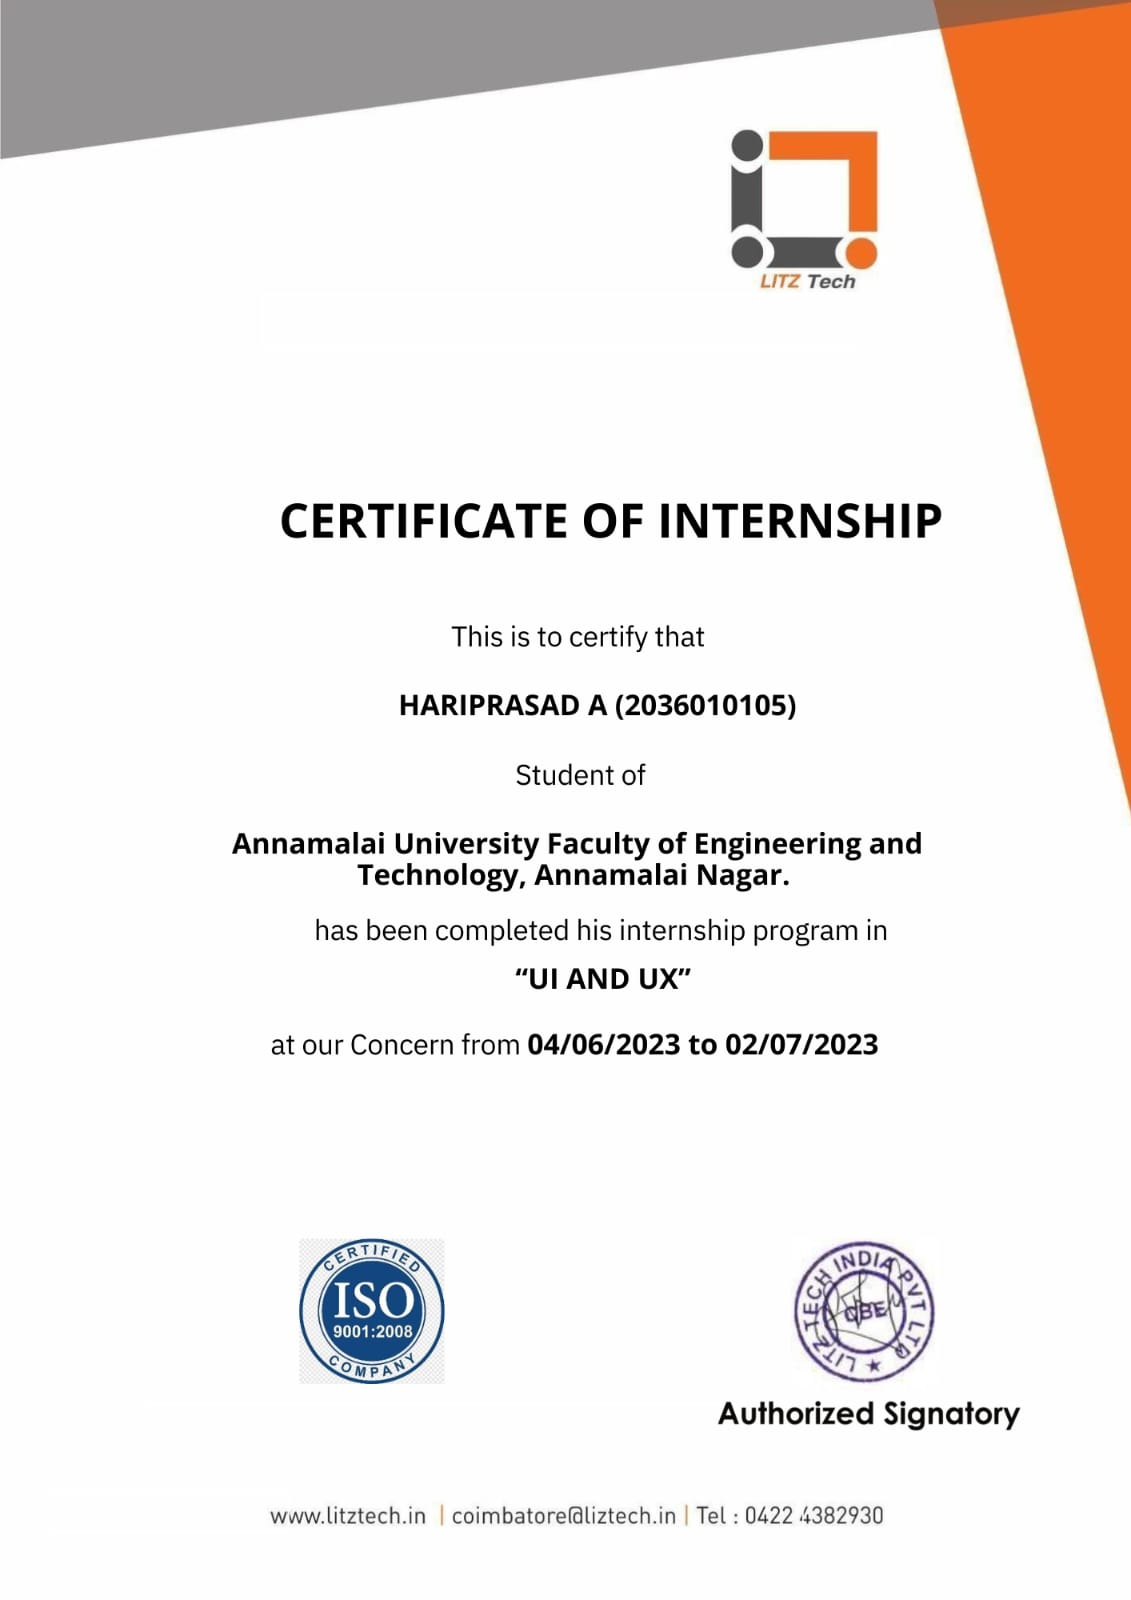 LITZ Tech
CERTIFICATE OF INTERNSHIP
This is to certify that
HARIPRASAD A (2036010105)
Student of
Annamalai University Faculty of Engineering and
Technology, Annamalai Nagar.
has been completed his internship program in
“UI AND UX”
at our Concern from 04/06/2023 to 02/07/2023
CERTIFIED
ISO
9001:2008
COMPANY
LITZ TECH INDIA PVT LTD
CBE
Authorized Signatory
www.litztech.in | coimbatore@liztech.in | Tel : 0422 4382930